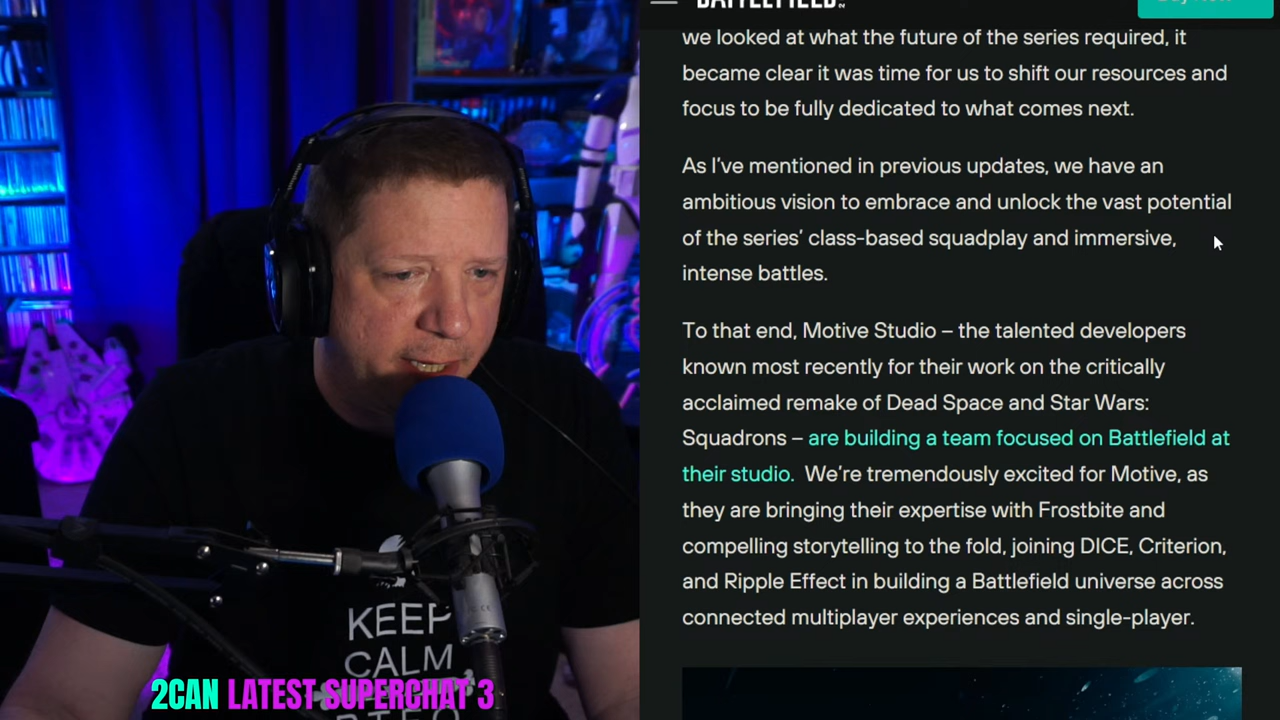 BATTLEFIELD
Buy Now
we looked at what the future of the series required, it
became clear it was time for us to shift our resources and
focus to be fully dedicated to what comes next.
As I've mentioned in previous updates, we have an
ambitious vision to embrace and unlock the vast potential
of the series' class-based squadplay and immersive,
intense battles.
To that end, Motive Studio – the talented developers
known most recently for their work on the critically
acclaimed remake of Dead Space and Star Wars:
Squadrons – are building a team focused on Battlefield at
their studio. We're tremendously excited for Motive, as
they are bringing their expertise with Frostbite and
compelling storytelling to the fold, joining DICE, Criterion,
and Ripple Effect in building a Battlefield universe across
connected multiplayer experiences and single-player.
KEEP
CALM
2CAN LATEST SUPERCHAT 3